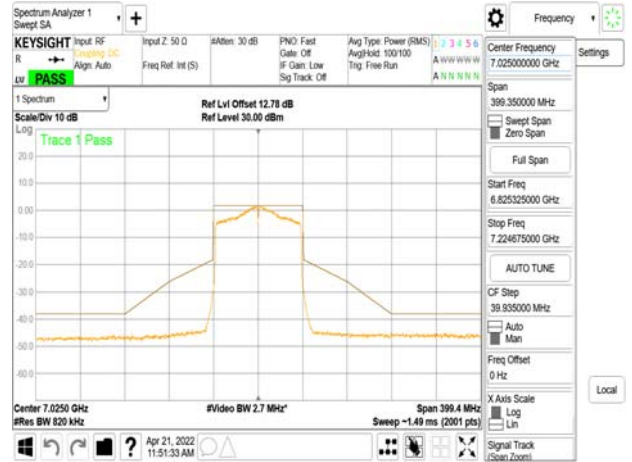 Spectrum Analyzer 1
Swept SA
+
Frequency
KEYSIGHT
R
LV PASS
Input: RF
Coupling: DC
Align: Auto
Input Z: 50 Ω
Freq Ref: Int (S)
#Atten: 30 dB
PNO: Fast
Gate: Off
IF Gain: Low
Sig Track: Off
Avg Type: Power (RMS)
Avg|Hold: 100/100
Trig: Free Run
1 2 3 4 5 6
A W W W W W
A N N N N N
1 Spectrum
Scale/Div 10 dB
Ref Lvl Offset 12.78 dB
Ref Level 30.00 dBm
Log
Trace 1 Pass
20.0
10.0
0.00
-10.0
-20.0
-30.0
-40.0
-50.0
-60.0
Center 7.0250 GHz
#Res BW 820 kHz
#Video BW 2.7 MHz*
Span 399.4 MHz
Sweep ~1.49 ms (2001 pts)
?
Apr 21, 2022
11:51:33 AM
Center Frequency
7.025000000 GHz
Settings
Span
399.350000 MHz
Swept Span
Zero Span
Full Span
Start Freq
6.825325000 GHz
Stop Freq
7.224675000 GHz
AUTO TUNE
CF Step
39.935000 MHz
Auto
Man
Freq Offset
0 Hz
X Axis Scale
Log
Lin
Local
Signal Track
(Span Zoom)